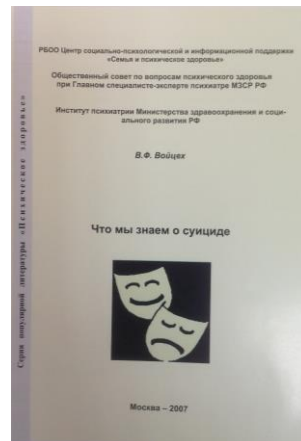 РБОО Центр социально-психологической и информационной поддержки
«Семья и психическое здоровье»
Общественный совет по вопросам психического здоровья
при Главном специалисте-эксперте психиатре МЗСР РФ
Институт психиатрии Министерства здравоохранения и соци-
ального развития РФ
В.Ф. Войцех
Что мы знаем о суициде
Москва – 2007
Серия популярной литературы «Психическое здоровье»